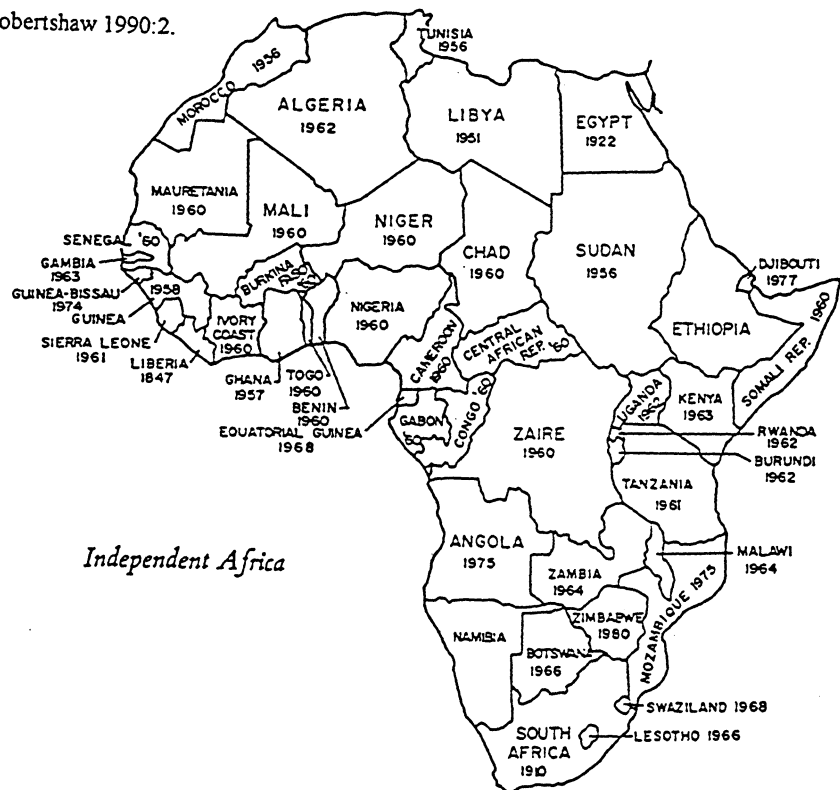 obertshaw 1990:2.
TUNISIA
1956
MOROCCO 1956
ALGERIA
1962
LIBYA
1951
EGYPT
1922
MAURETANIA
1960
MALI
1960
NIGER
1960
CHAD
1960
SUDAN
1956
SENEGA '60
GAMBIA
1963
GUINEA-BISSAU
1974
1958
GUINEA
SIERRA LEONE
1961
LIBERIA
1847
IVORY
COAST
1960
BURKINA
FASO
GHANA
1957
TOGO
1960
BENIN
1960
NIGERIA
1960
CAMEROON
1960
CENTRAL
AFRICAN
REP. '60
DJIBOUTI
1977
ETHIOPIA
SOMALI REP. 1960
EQUATORIAL GUINEA
1968
GABON
'60
CONGO '60
ZAIRE
1960
UGANDA
1962
KENYA
1963
RWANDA
1962
BURUNDI
1962
TANZANIA
1961
Independent Africa
ANGOLA
1975
ZAMBIA
1964
MALAWI
1964
MOZAMBIQUE 1975
ZIMBAPWE
1980
NAMIBIA
BOTSWANA
1966
SWAZILAND 1968
LESOTHO 1966
SOUTH
AFRICA
1910